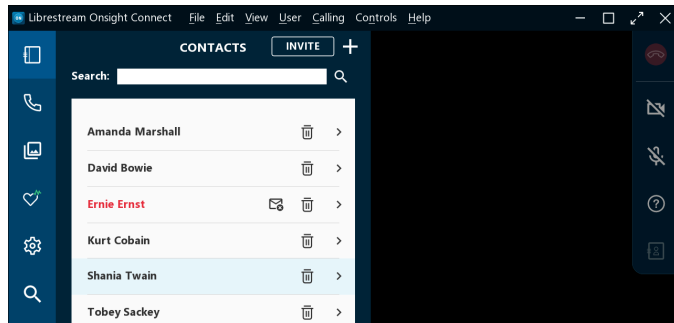 Librestream Onsight Connect File Edit View User Calling Controls Help
CONTACTS INVITE
Search:
Amanda Marshall
David Bowie
Ernie Ernst
Kurt Cobain
Shania Twain
Tobey Sackey